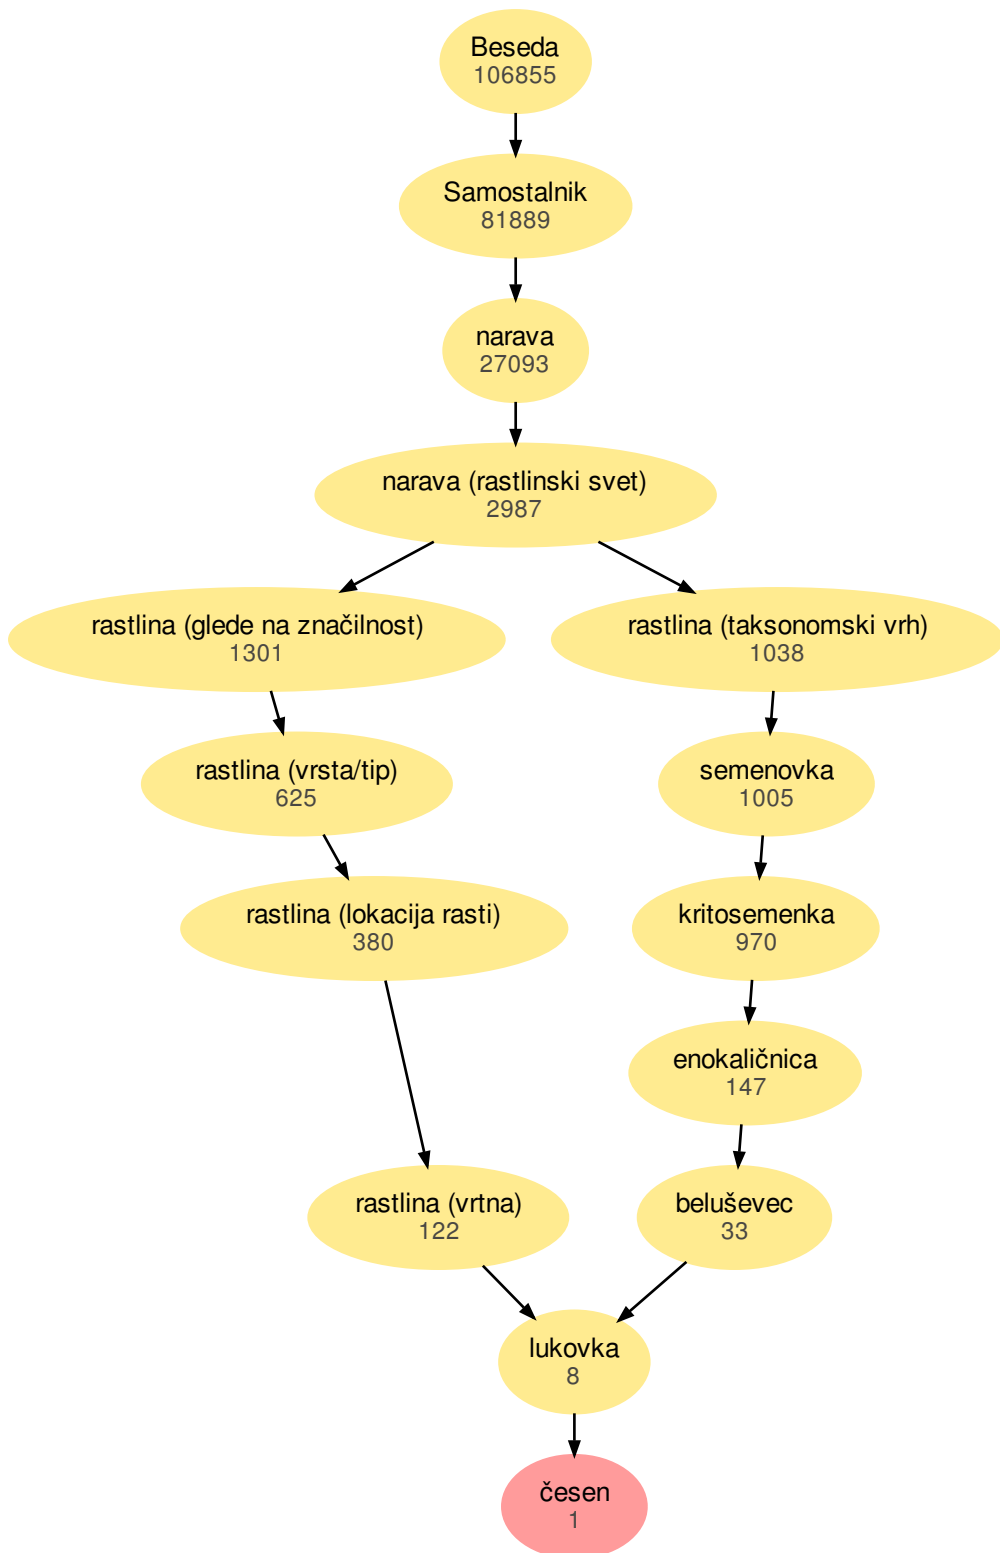 Beseda
106855
Samostalnik
81889
narava
27093
narava (rastlinski svet)
2987
rastlina (glede na značilnost)
1301
rastlina (taksonomski vrh)
1038
rastlina (vrsta/tip)
625
semenovka
1005
rastlina (lokacija rasti)
380
kritosemenka
970
enokaličnica
147
rastlina (vrtna)
122
beluševec
33
lukovka
8
česen
1